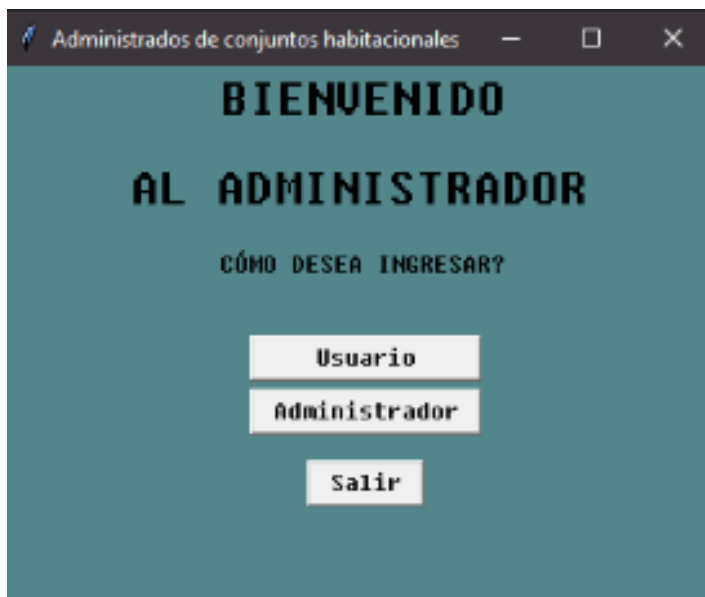 Administrados de conjuntos habitacionales
BIENVENIDO
AL ADMINISTRADOR
CÓMO DESEA INGRESAR?
Usuario
Administrador
Salir